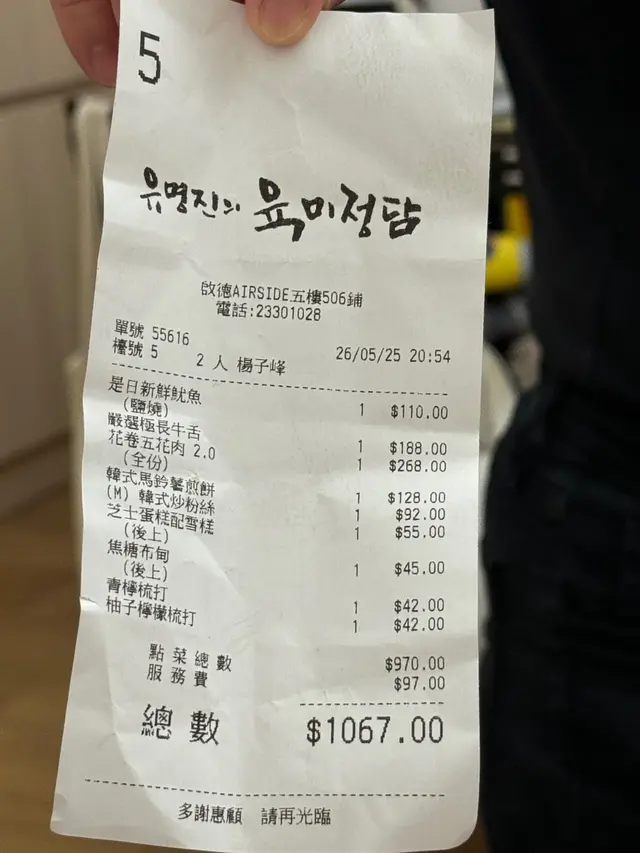 5
유명진의 육미정담
啟德AIRSIDE五樓506鋪
電話:23301028
單號 55616
檯號 5 2 人 楊子峰 26/05/25 20:54
是日新鮮魷魚 1 $110.00
(鹽燒)
嚴選極長牛舌 1 $188.00
花卷五花肉 2.0 1 $268.00
(全份)
韓式馬鈴薯煎餅 1 $128.00
(M) 韓式炒粉絲 1 $92.00
芝士蛋糕配雪糕 1 $55.00
(後上)
焦糖布甸 1 $45.00
(後上)
青檸梳打 1 $42.00
柚子檸檬梳打 1 $42.00
點菜總數 $970.00
服務費 $97.00
總數 $1067.00
多謝惠顧 請再光臨